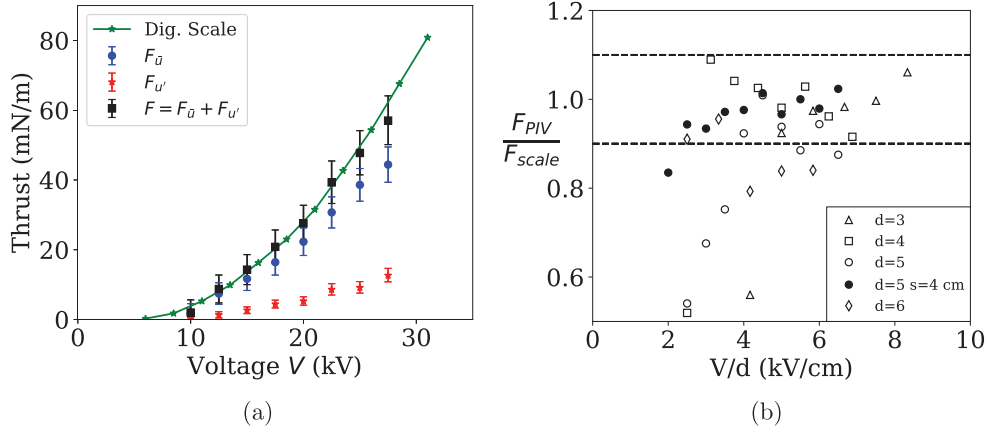 80
60
40
20
0
Thrust (mN/m)
Dig. Scale
F_ū
F_u′
F = F_ū + F_u′
0 10 20 30
Voltage V (kV)
(a)
1.2
1.0
0.8
0.6
F_PIV
F_scale
d=3
d=4
d=5
d=5 s=4 cm
d=6
0 2 4 6 8 10
V/d (kV/cm)
(b)